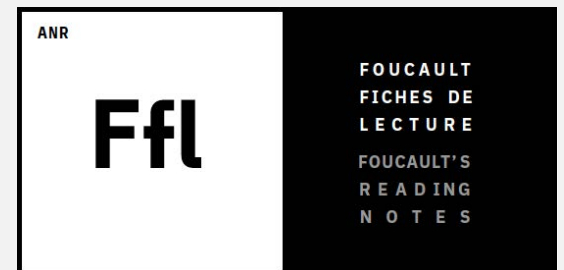 ANR
Ffl
FOUCAULT
FICHES DE
LECTURE
FOUCAULT'S
READING
NOTES